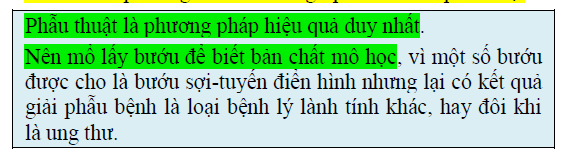 Phẫu thuật là phương pháp hiệu quả duy nhất.
Nên mổ lấy bướu để biết bản chất mô học, vì một số bướu
được cho là bướu sợi-tuyến điển hình nhưng lại có kết quả
giải phẫu bệnh là loại bệnh lý lành tính khác, hay đôi khi
là ung thư.